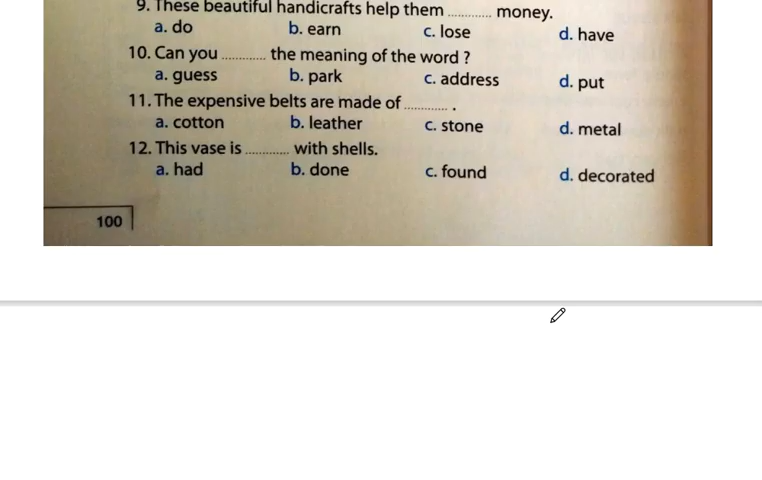 9. These beautiful handicrafts help them ............ money.
a. do b. earn c. lose d. have
10. Can you ............ the meaning of the word ?
a. guess b. park c. address d. put
11. The expensive belts are made of ............ .
a. cotton b. leather c. stone d. metal
12. This vase is ............ with shells.
a. had b. done c. found d. decorated
100